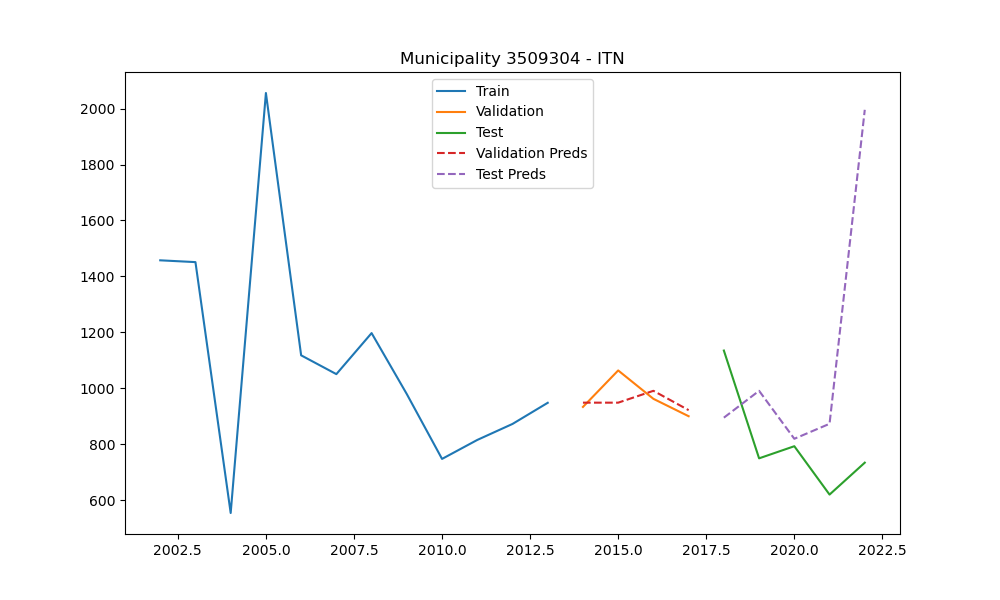 Municipality 3509304 - ITN
Train
Validation
Test
Validation Preds
Test Preds
2000
1800
1600
1400
1200
1000
800
600
2002.5 2005.0 2007.5 2010.0 2012.5 2015.0 2017.5 2020.0 2022.5